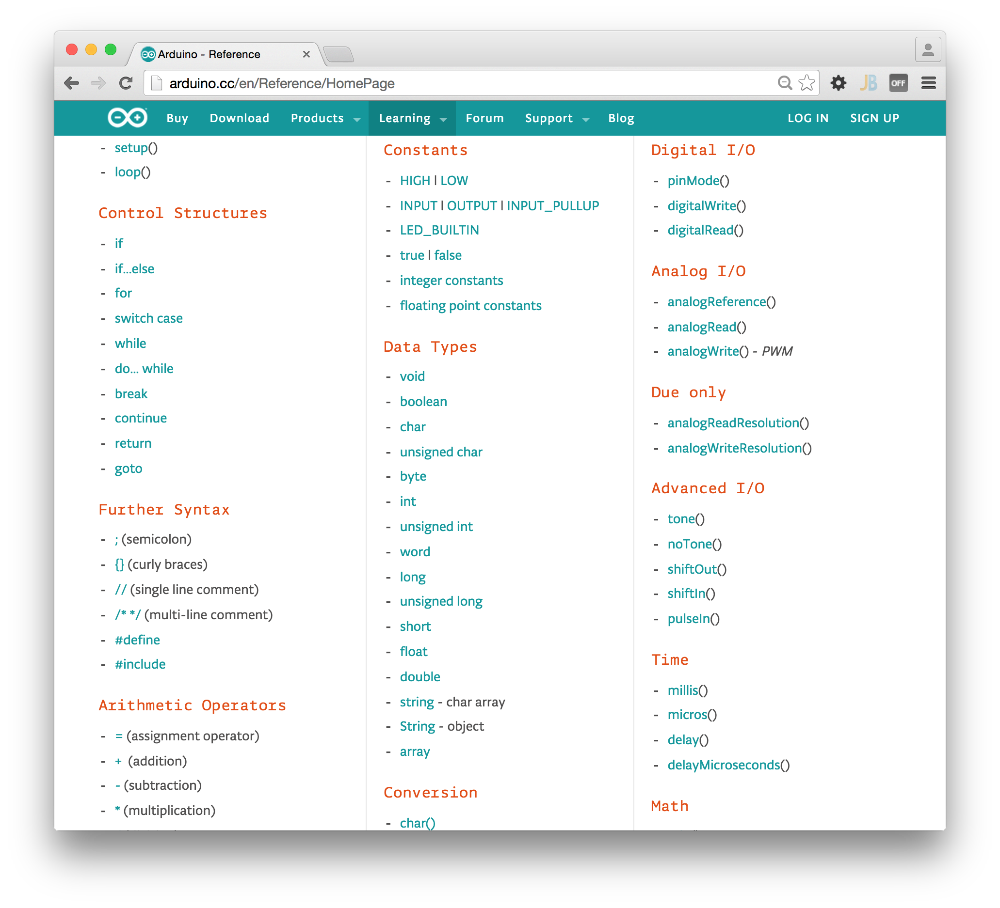 Arduino - Reference
arduino.cc/en/Reference/HomePage
JB
OFF
Buy Download Products Learning Forum Support Blog LOG IN SIGN UP
- setup()
- loop()
Control Structures
- if
- if...else
- for
- switch case
- while
- do... while
- break
- continue
- return
- goto
Further Syntax
- ; (semicolon)
- {} (curly braces)
- // (single line comment)
- /* */ (multi-line comment)
- #define
- #include
Arithmetic Operators
- = (assignment operator)
- + (addition)
- - (subtraction)
- * (multiplication)
Constants
- HIGH | LOW
- INPUT | OUTPUT | INPUT_PULLUP
- LED_BUILTIN
- true | false
- integer constants
- floating point constants
Data Types
- void
- boolean
- char
- unsigned char
- byte
- int
- unsigned int
- word
- long
- unsigned long
- short
- float
- double
- string - char array
- String - object
- array
Conversion
- char()
Digital I/O
- pinMode()
- digitalWrite()
- digitalRead()
Analog I/O
- analogReference()
- analogRead()
- analogWrite() - PWM
Due only
- analogReadResolution()
- analogWriteResolution()
Advanced I/O
- tone()
- noTone()
- shiftOut()
- shiftIn()
- pulseIn()
Time
- millis()
- micros()
- delay()
- delayMicroseconds()
Math